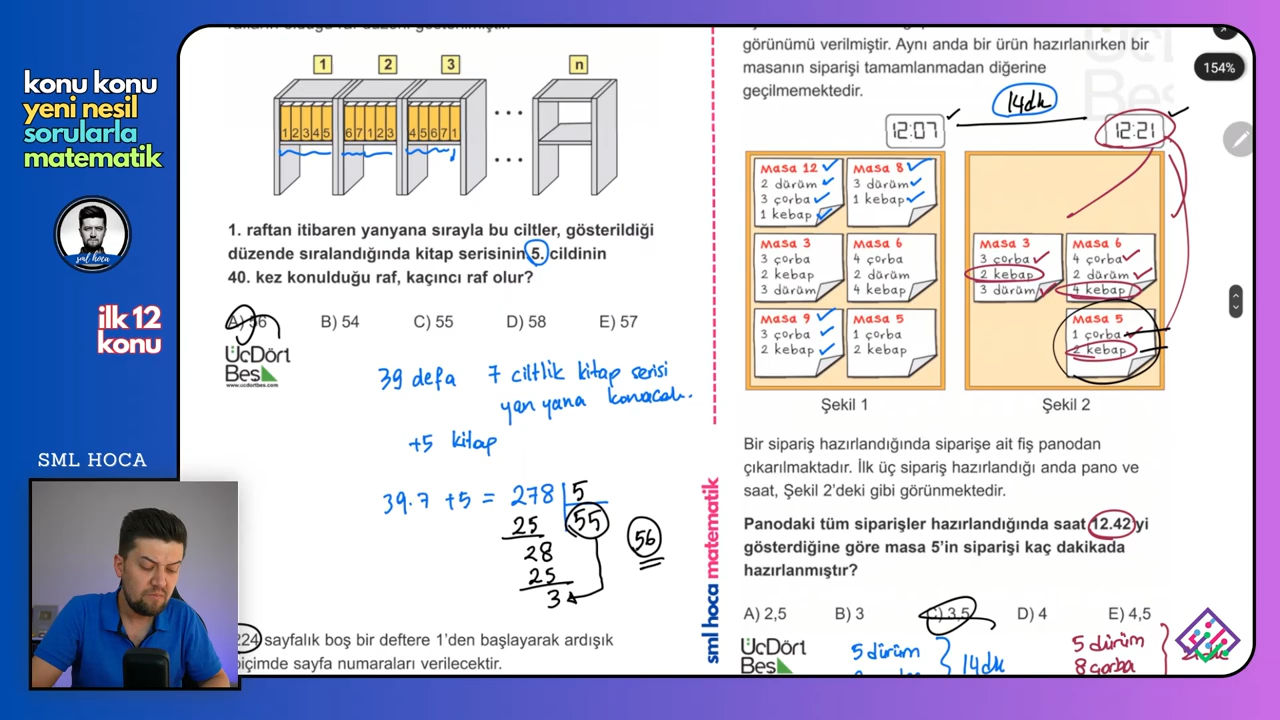 konu konu
yeni nesil
sorularla
matematik
sml hoca
ilk 12
konu
SML HOCA
1 2 3 n
1 2 3 4 5 6 7 1 2 3 4 5 6 7 1
1. raftan itibaren yanyana sırayla bu ciltler, gösterildiği
düzende sıralandığında kitap serisinin 5. cildinin
40. kez konulduğu raf, kaçıncı raf olur?
A) 56 B) 54 C) 55 D) 58 E) 57
ÜçDört
Beş
www.ucdortbes.com
39 defa 7 ciltlik kitap serisi
yan yana konacak.
+5 kitap
39.7 +5 = 278 5
25 55
28 56
25
3
224 sayfalık boş bir deftere 1'den başlayarak ardışık
biçimde sayfa numaraları verilecektir.
sml hoca matematik
154%
görünümü verilmiştir. Aynı anda bir ürün hazırlanırken bir
masanın siparişi tamamlanmadan diğerine
geçilmemektedir.
14dk
12:07 12:21
Masa 12
2 dürüm
3 çorba
1 kebap
Masa 8
3 dürüm
1 kebap
Masa 3
3 çorba
2 kebap
3 dürüm
Masa 6
4 çorba
2 dürüm
4 kebap
Masa 9
3 çorba
2 kebap
Masa 5
1 çorba
2 kebap
Masa 3
3 çorba
2 kebap
3 dürüm
Masa 6
4 çorba
2 dürüm
4 kebap
Masa 5
1 çorba
2 kebap
Şekil 1 Şekil 2
Bir sipariş hazırlandığında siparişe ait fiş panodan
çıkarılmaktadır. İlk üç sipariş hazırlandığı anda pano ve
saat, Şekil 2'deki gibi görünmektedir.
Panodaki tüm siparişler hazırlandığında saat 12.42'yi
gösterdiğine göre masa 5'in siparişi kaç dakikada
hazırlanmıştır?
A) 2,5 B) 3 C) 3,5 D) 4 E) 4,5
ÜçDört
Beş
5 dürüm
14dk
5 dürüm
8 çorba